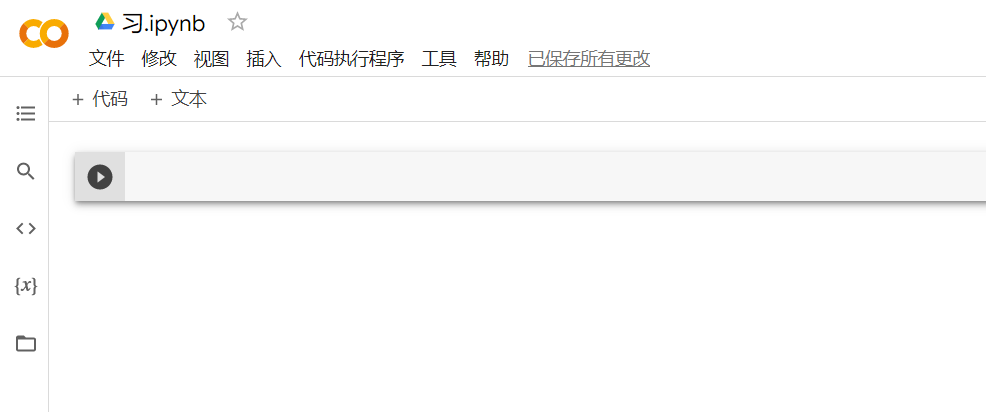 习.ipynb
文件 修改 视图 插入 代码执行程序 工具 帮助 已保存所有更改
+ 代码 + 文本
{x}